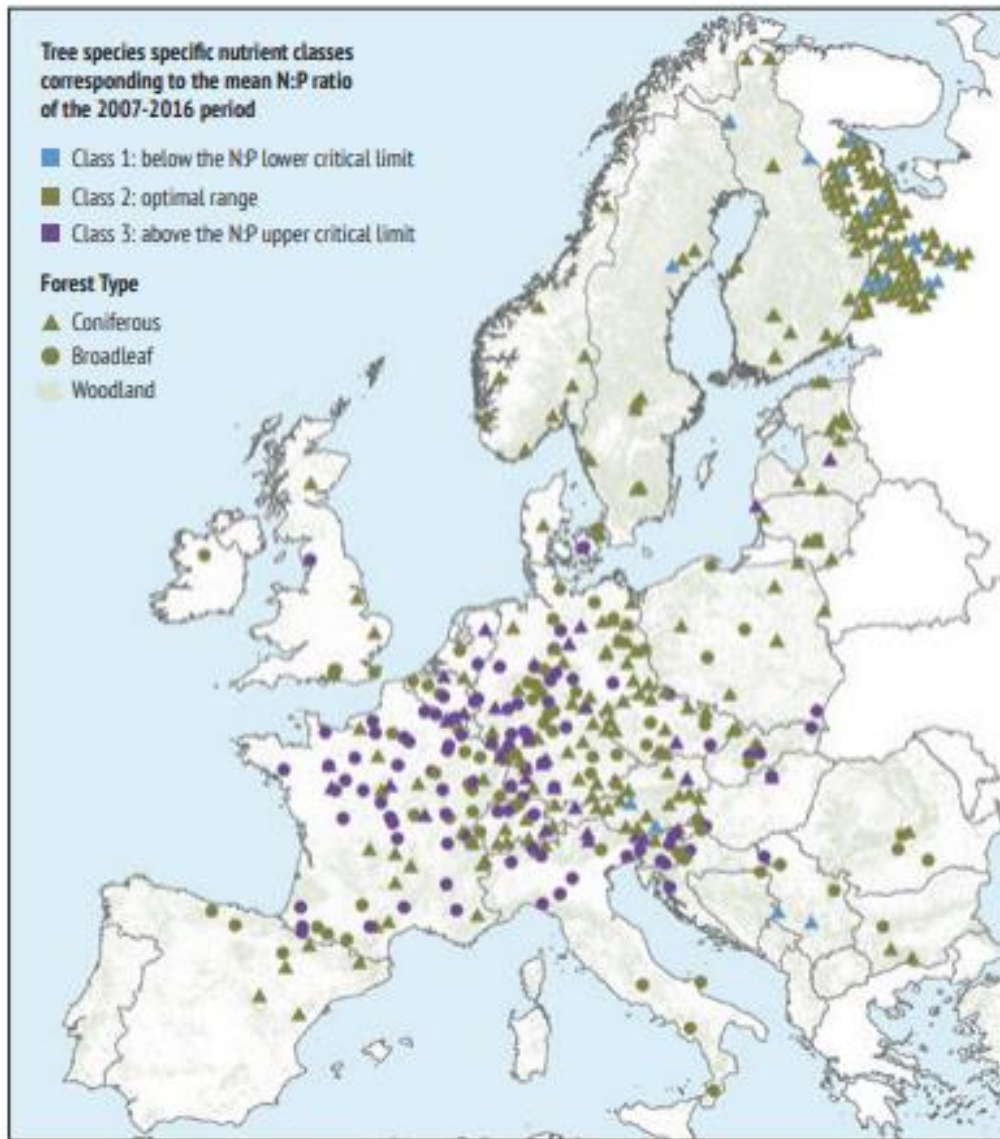 Tree species specific nutrient classes
corresponding to the mean N:P ratio
of the 2007-2016 period
Class 1: below the N:P lower critical limit
Class 2: optimal range
Class 3: above the N:P upper critical limit
Forest Type
Coniferous
Broadleaf
Woodland